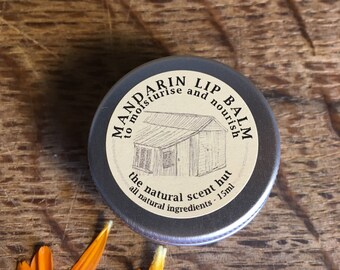 MANDARIN LIP BALM
to moisturise and nourish
the natural scent hut
all natural ingredients · 15ml